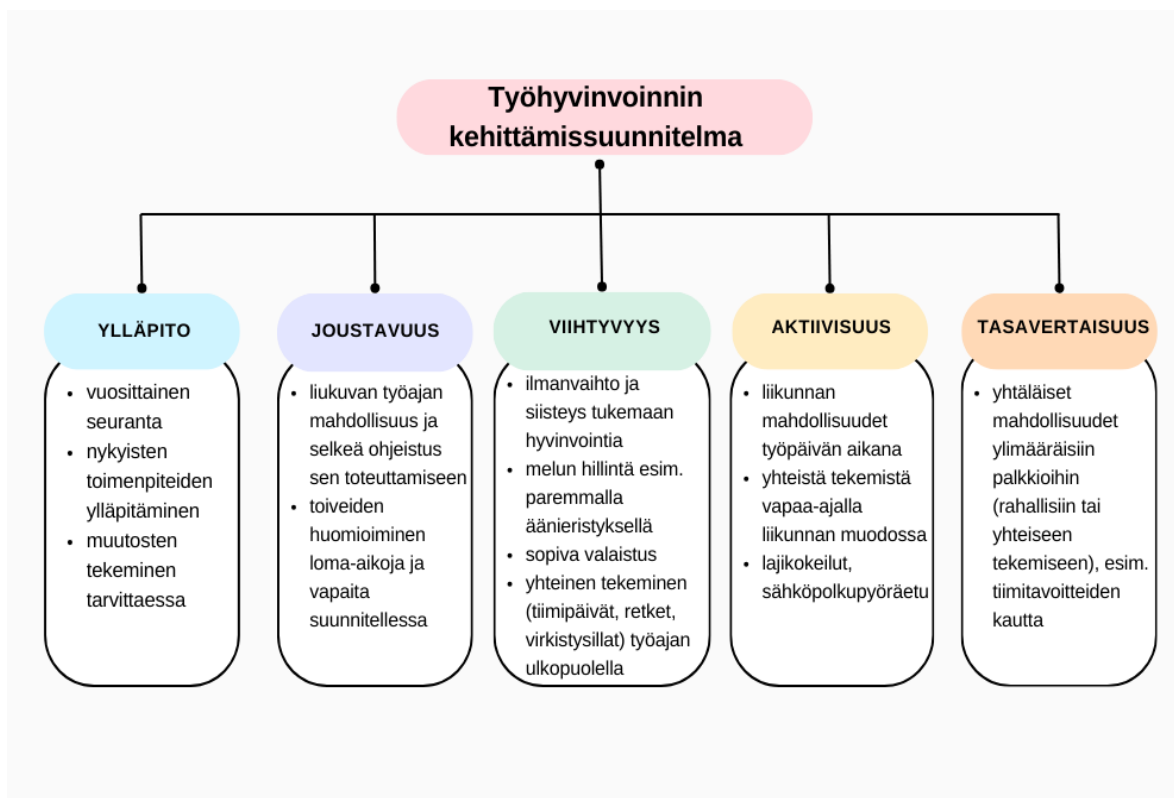 Työhyvinvoinnin
kehittämissuunnitelma
YLLÄPITO
• vuosittainen
seuranta
• nykyisten
toimenpiteiden
ylläpitäminen
• muutosten
tekeminen
tarvittaessa
JOUSTAVUUS
• liukuvan työajan
mahdollisuus ja
selkeä ohjeistus
sen toteuttamiseen
• toiveiden
huomioiminen
loma-aikoja ja
vapaita
suunnitellessa
VIIHTYVYYS
• ilmanvaihto ja
siisteys tukemaan
hyvinvointia
• melun hillintä esim.
paremmalla
äänieristyksellä
• sopiva valaistus
• yhteinen tekeminen
(tiimipäivät, retket,
virkistysillat) työajan
ulkopuolella
AKTIIVISUUS
• liikunnan
mahdollisuudet
työpäivän aikana
• yhteistä tekemistä
vapaa-ajalla
liikunnan muodossa
• lajikokeilut,
sähköpolkupyöräetu
TASAVERTAISUUS
• yhtäläiset
mahdollisuudet
ylimääräisiin
palkkioihin
(rahallisiin tai
yhteiseen
tekemiseen), esim.
tiimitavoitteiden
kautta